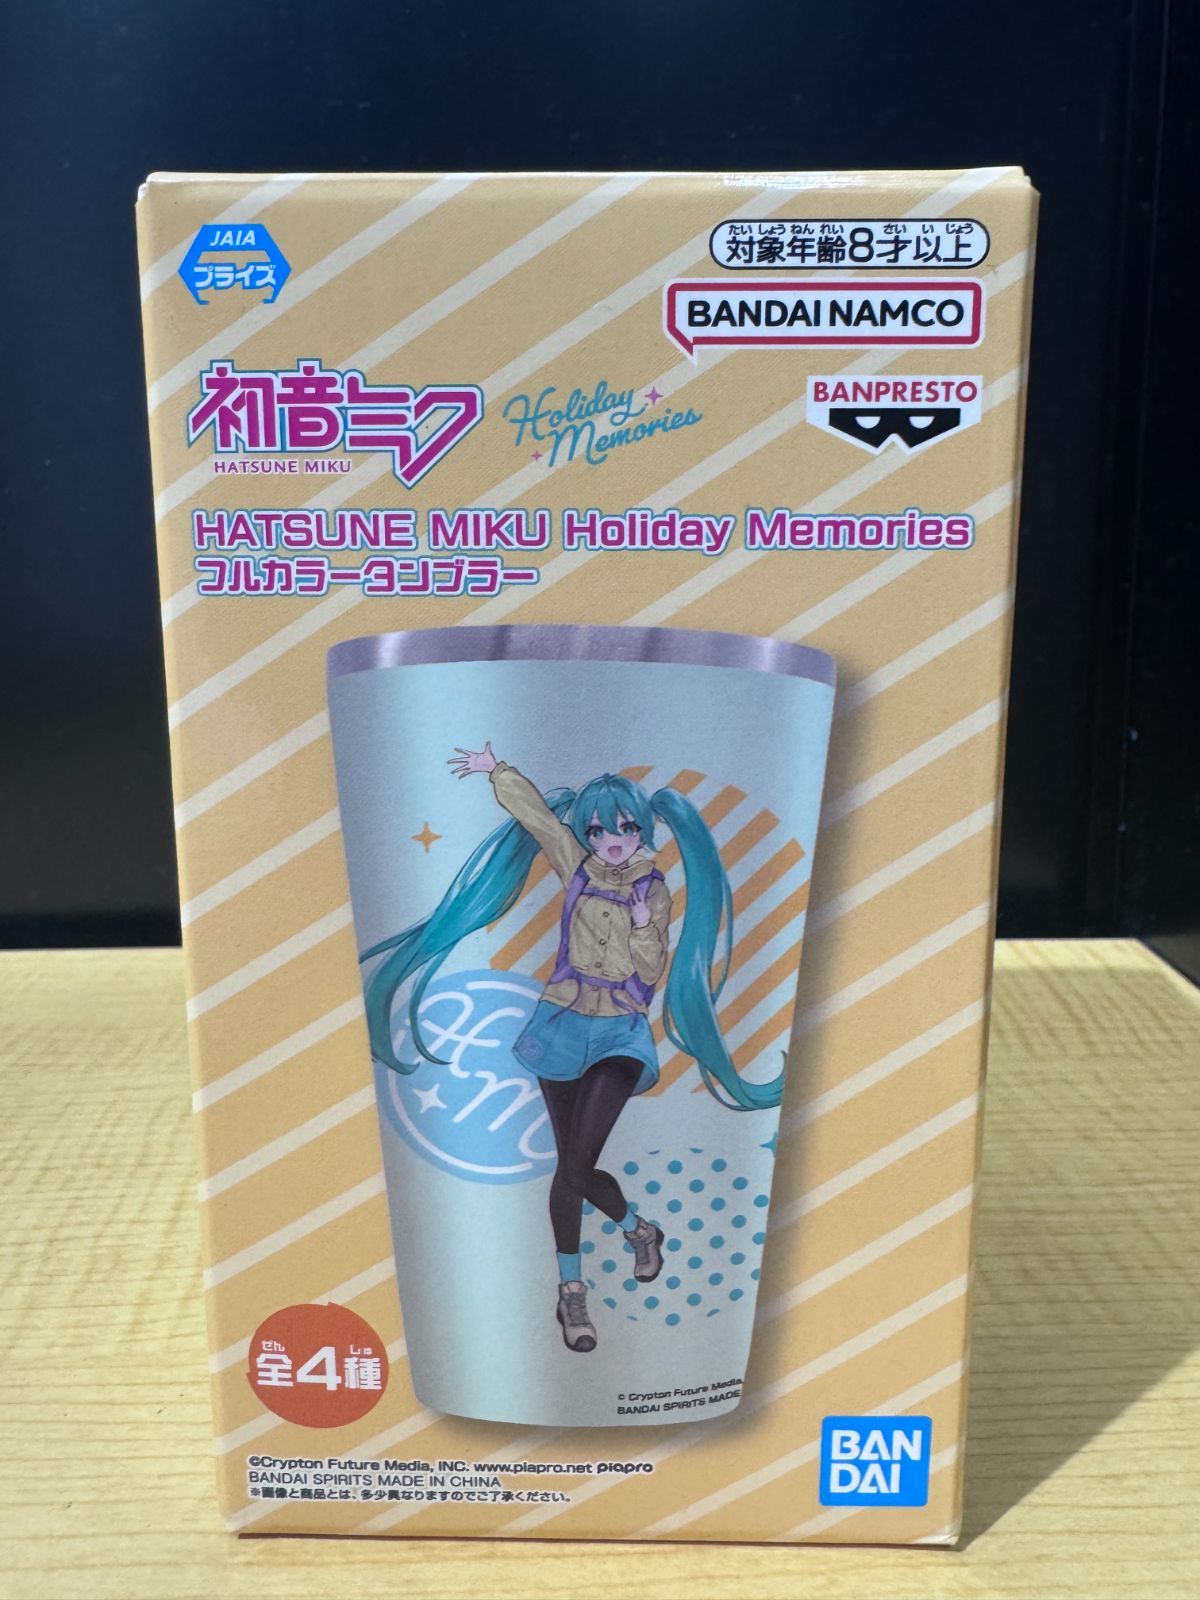 JAIA
プライズ
たいしょうねんれい さいいじょう
対象年齢8才以上
BANDAI NAMCO
BANPRESTO
初音ミク
HATSUNE MIKU
Holiday
Memories
HATSUNE MIKU Holiday Memories
フルカラータンブラー
H
M
© Crypton Future Media,
BANDAI SPIRITS MADE
ぜん しゅ
全4種
©Crypton Future Media, INC. www.piapro.net piapro
BANDAI SPIRITS MADE IN CHINA
※画像と商品とは、多少異なりますのでご了承ください。
BAN
DAI